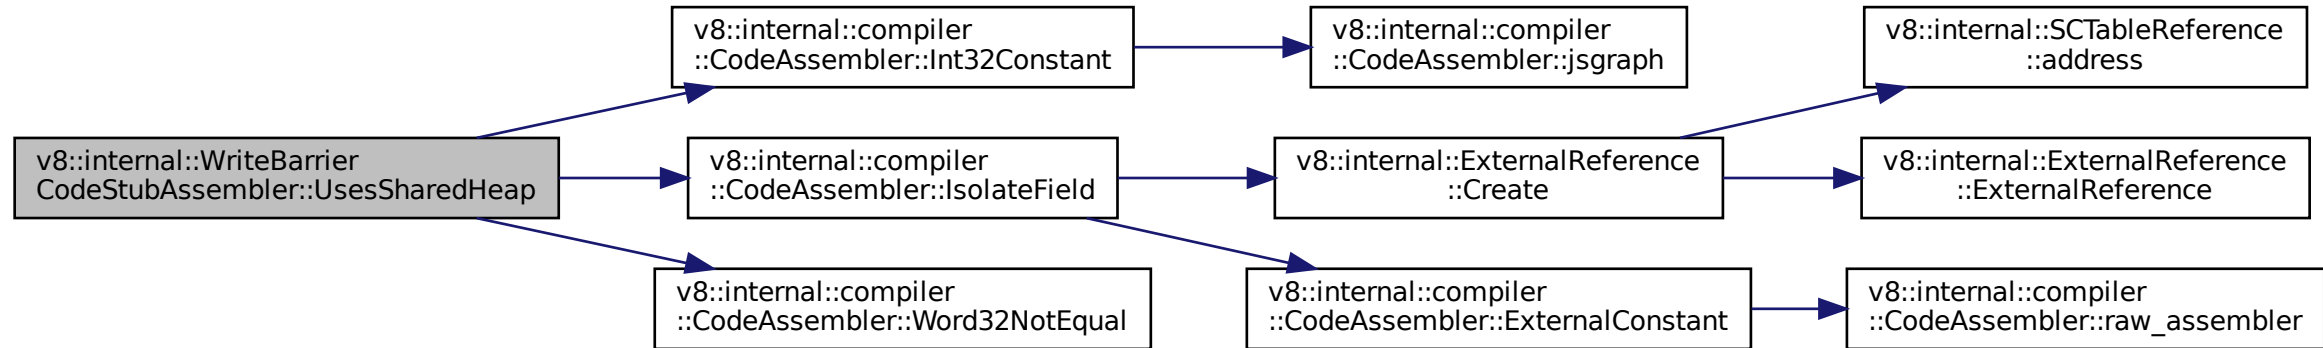 v8::internal::WriteBarrier
CodeStubAssembler::UsesSharedHeap
v8::internal::compiler
::CodeAssembler::Int32Constant
v8::internal::compiler
::CodeAssembler::jsgraph
v8::internal::compiler
::CodeAssembler::IsolateField
v8::internal::ExternalReference
::Create
v8::internal::SCTableReference
::address
v8::internal::ExternalReference
::ExternalReference
v8::internal::compiler
::CodeAssembler::ExternalConstant
v8::internal::compiler
::CodeAssembler::raw_assembler
v8::internal::compiler
::CodeAssembler::Word32NotEqual